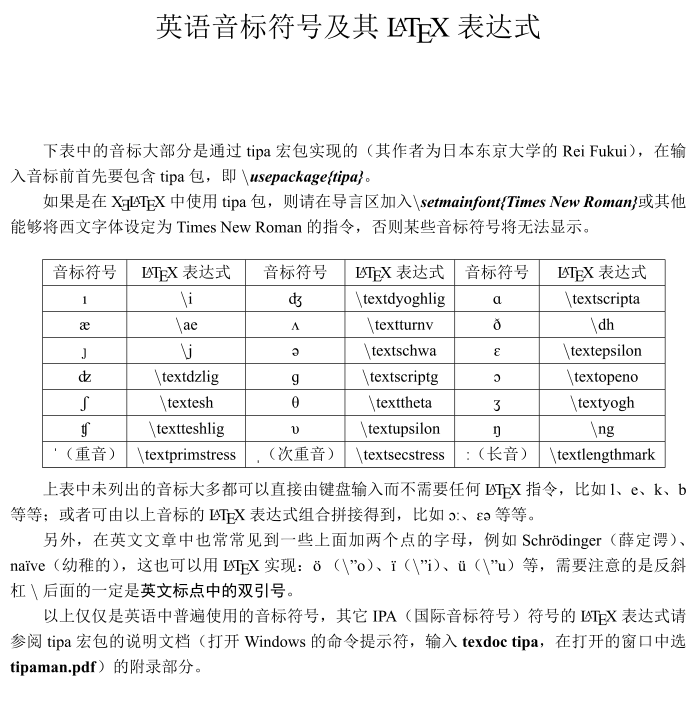 英语音标符号及其 LATEX 表达式
下表中的音标大部分是通过 tipa 宏包实现的（其作者为日本东京大学的 Rei Fukui），在输
入音标前首先要包含 tipa 包，即 \usepackage{tipa}。
如果是在 XƎLATEX 中使用 tipa 包，则请在导言区加入\setmainfont{Times New Roman}或其他
能够将西文字体设定为 Times New Roman 的指令，否则某些音标符号将无法显示。
音标符号 LATEX 表达式 音标符号 LATEX 表达式 音标符号 LATEX 表达式
ı \i ʤ \textdyoghlig ɑ \textscripta
æ \ae ʌ \textturnv ð \dh
ȷ \j ə \textschwa ɛ \textepsilon
ʣ \textdzlig ɡ \textscriptg ɔ \textopeno
ʃ \textesh θ \texttheta ʒ \textyogh
ʧ \textteshlig ʊ \textupsilon ŋ \ng
ˈ（重音） \textprimstress ˌ（次重音） \textsecstress ː（长音） \textlengthmark
上表中未列出的音标大多都可以直接由键盘输入而不需要任何 LATEX 指令，比如 l、e、k、b
等等；或者可由以上音标的 LATEX 表达式组合拼接得到，比如 ɔː、ɛə 等等。
另外，在英文文章中也常常见到一些上面加两个点的字母，例如 Schrödinger（薛定谔）、
naïve（幼稚的），这也可以用 LATEX 实现：ö （\”o）、ï（\”i）、ü（\”u）等，需要注意的是反斜
杠 \ 后面的一定是英文标点中的双引号。
以上仅仅是英语中普遍使用的音标符号，其它 IPA（国际音标符号）符号的 LATEX 表达式请
参阅 tipa 宏包的说明文档（打开 Windows 的命令提示符，输入 texdoc tipa，在打开的窗口中选
tipaman.pdf）的附录部分。